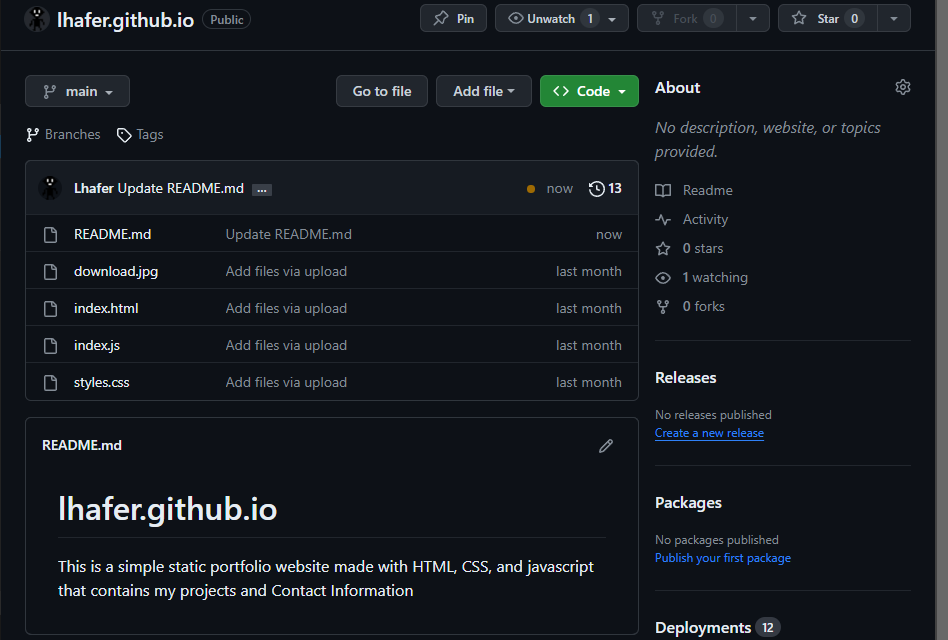 lhafer.github.io Public
Pin
Unwatch 1
Fork 0
Star 0
main
Go to file
Add file
<> Code
Branches
Tags
Lhafer Update README.md ...
now
13
README.md Update README.md now
download.jpg Add files via upload last month
index.html Add files via upload last month
index.js Add files via upload last month
styles.css Add files via upload last month
README.md
lhafer.github.io
This is a simple static portfolio website made with HTML, CSS, and javascript
that contains my projects and Contact Information
About
No description, website, or topics
provided.
Readme
Activity
0 stars
1 watching
0 forks
Releases
No releases published
Create a new release
Packages
No packages published
Publish your first package
Deployments 12